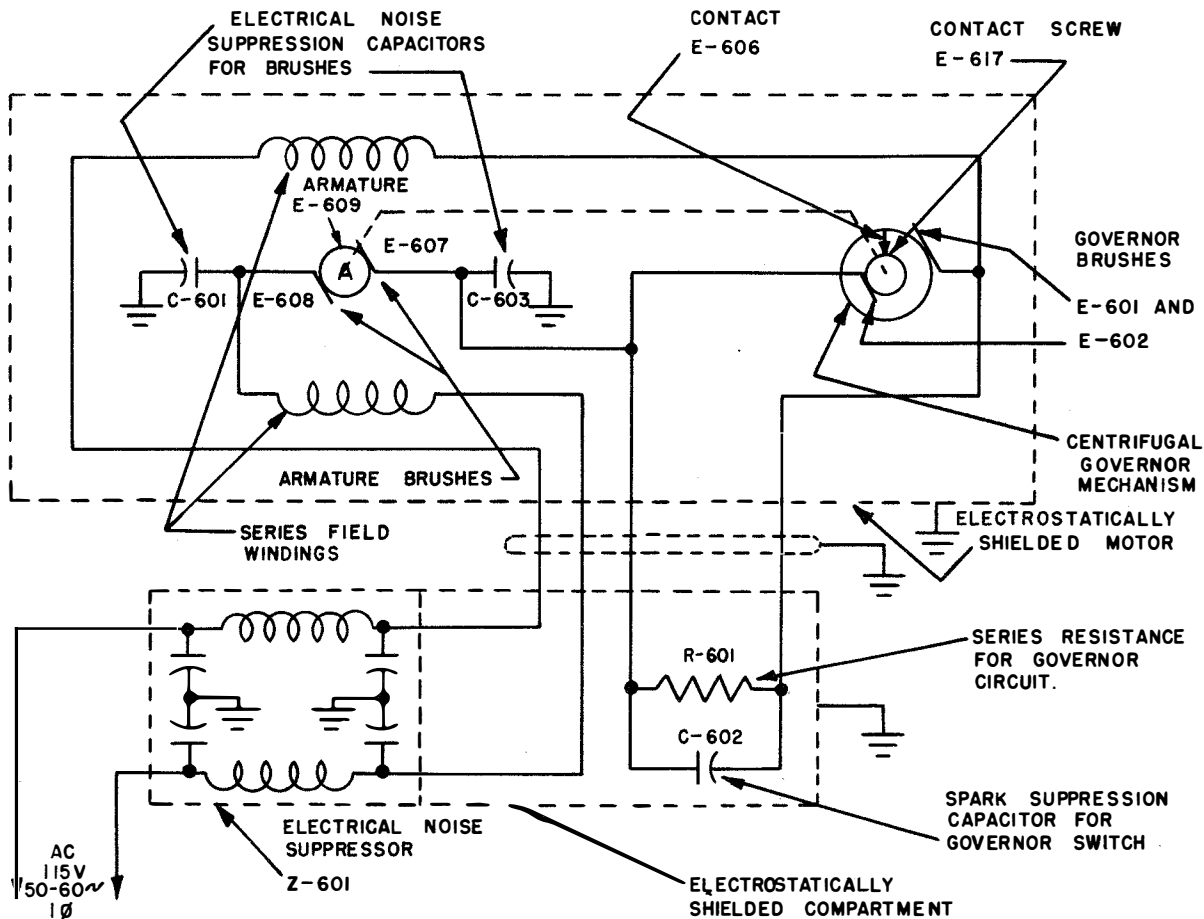 ELECTRICAL NOISE
SUPPRESSION CAPACITORS
FOR BRUSHES
CONTACT
E-606
CONTACT SCREW
E-617
ARMATURE
E-609
E-607
A
C-601
E-608
C-603
GOVERNOR
BRUSHES
E-601 AND
E-602
ARMATURE BRUSHES
CENTRIFUGAL
GOVERNOR
MECHANISM
SERIES FIELD
WINDINGS
ELECTROSTATICALLY
SHIELDED MOTOR
R-601
SERIES RESISTANCE
FOR GOVERNOR
CIRCUIT.
C-602
SPARK SUPPRESSION
CAPACITOR FOR
GOVERNOR SWITCH
ELECTRICAL NOISE
SUPPRESSOR
Z-601
AC
115V
50-60~
1Ø
ELECTROSTATICALLY
SHIELDED COMPARTMENT